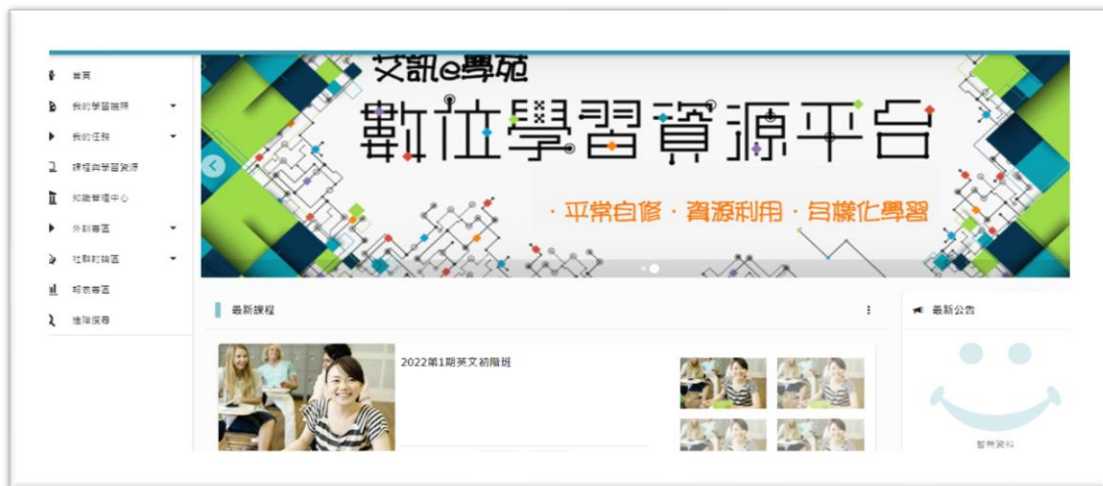 首頁
我的學習護照
我的任務
課程與學習資源
知識管理中心
外訓專區
社群討論區
報表專區
進階搜尋
艾訊e學苑
數位學習資源平台
·平常自修·資源利用·多樣化學習
最新課程
2022第1期英文初階班
最新公告
暫無資料